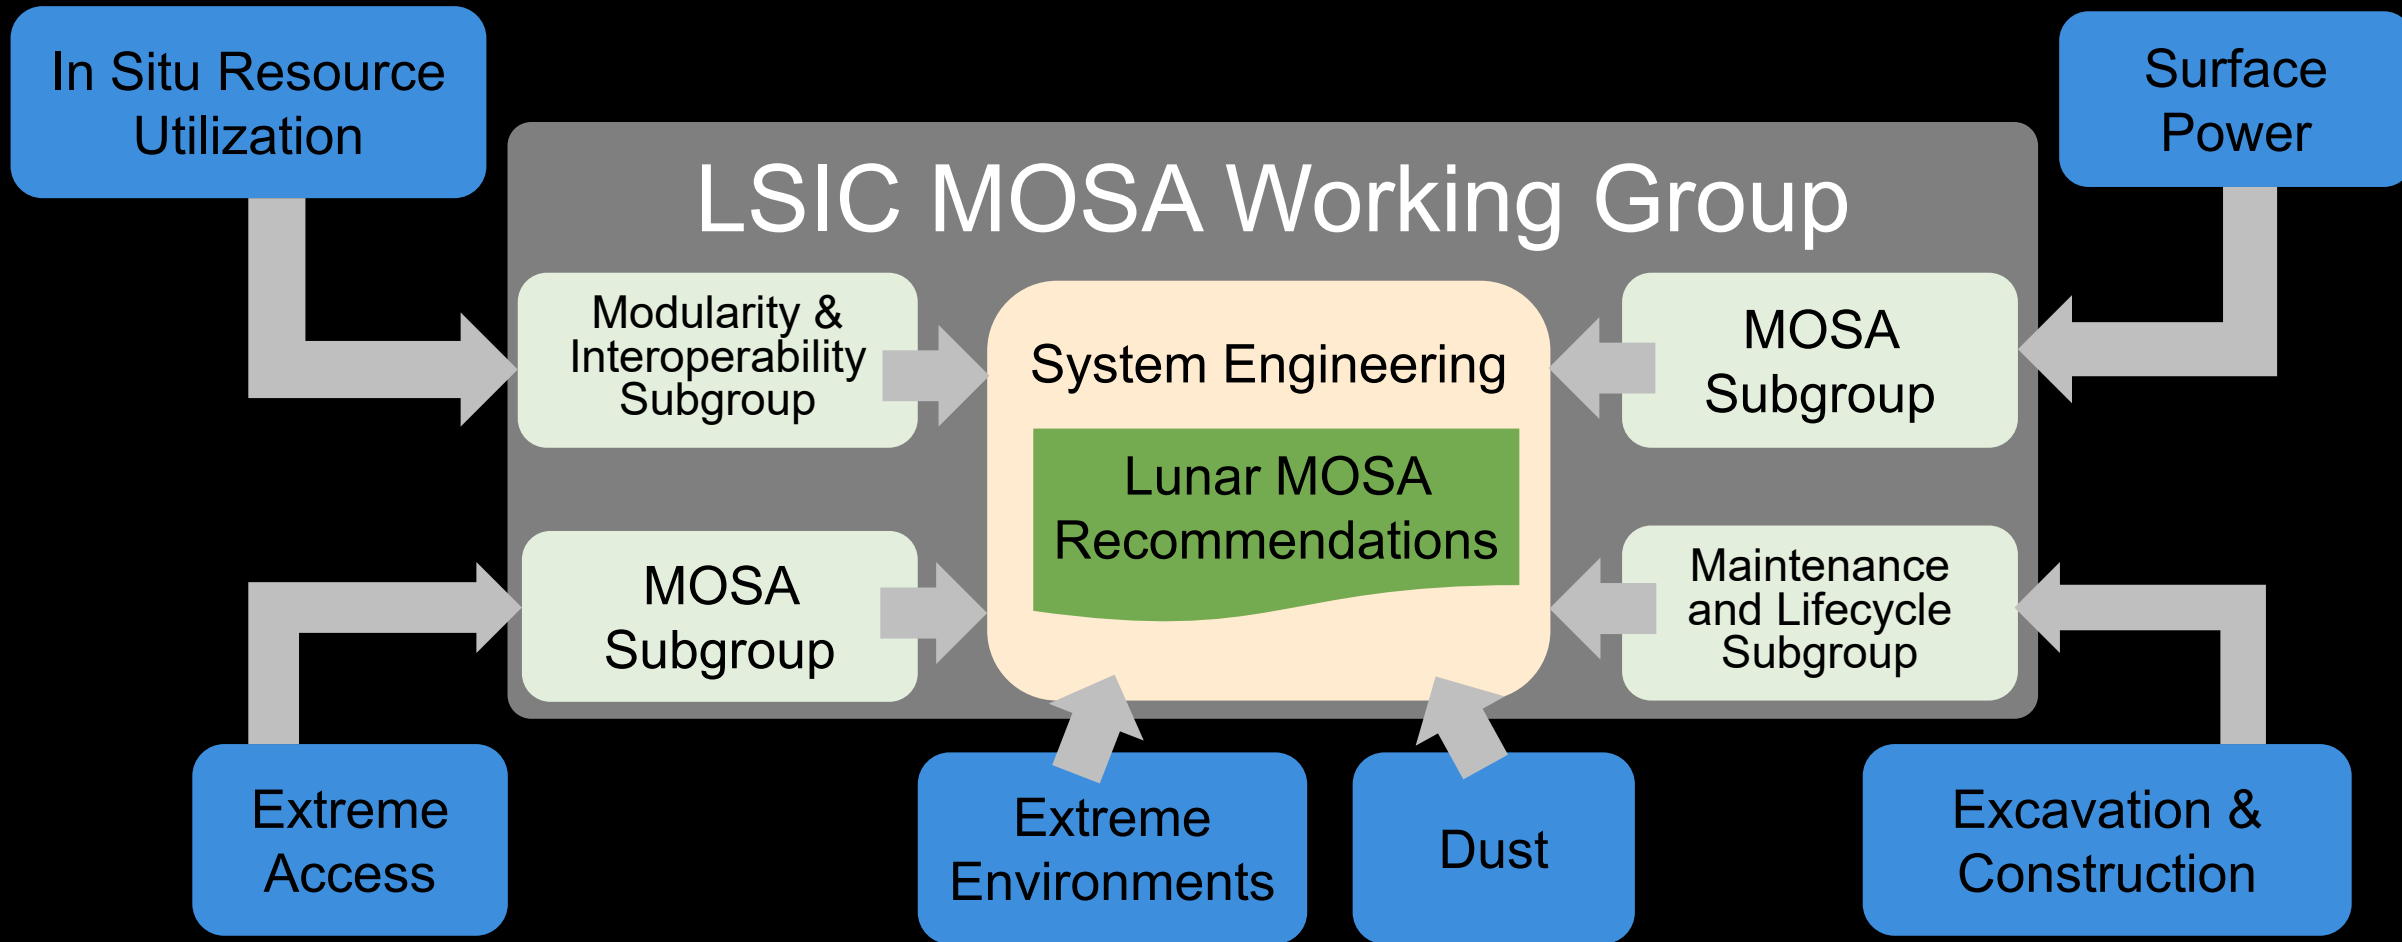 In Situ Resource
Utilization
Surface
Power
LSIC MOSA Working Group
Modularity &
Interoperability
Subgroup
System Engineering
MOSA
Subgroup
Lunar MOSA
Recommendations
MOSA
Subgroup
Maintenance
and Lifecycle
Subgroup
Extreme
Access
Extreme
Environments
Dust
Excavation &
Construction